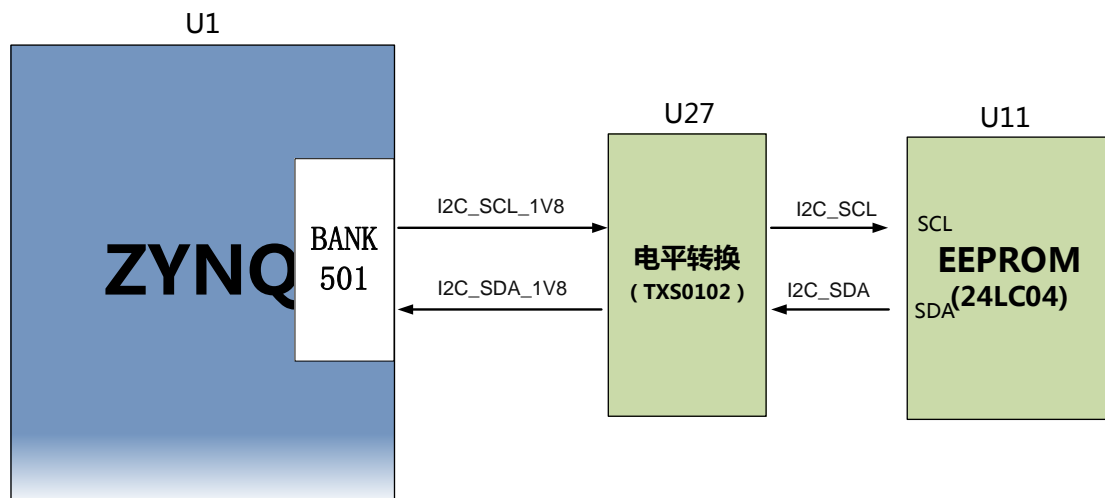 U1
U27
U11
ZYNQ
BANK
501
I2C_SCL_1V8
I2C_SDA_1V8
电平转换
（TXS0102）
I2C_SCL
I2C_SDA
SCL
EEPROM
(24LC04)
SDA